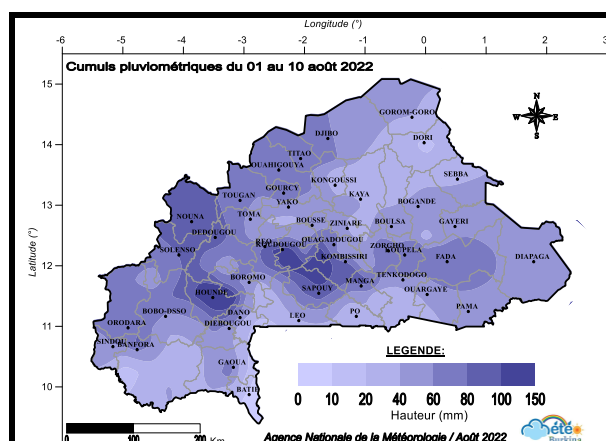 Longitude (°)
-6 -5 -4 -3 -2 -1 0 1 2 3
Cumuls pluviométriques du 01 au 10 août 2022
15
14
13
12
11
10
Latitude (°)
N
W E
S
GOROM-GORO
DJIBO
DORI
TITAO
OUAHIGOUYA
SEBBA
KONGOUSSI
GOURCY
TOUGAN
KAYA
YAKO
BOGANDE
TOMA
NOUNA
BOUSSE
ZINIARE
BOULSA
GAYERI
DEDOUGOU
OUAGADOUGOU
SOLENSO
KOUDOUGOU
ZORGHO
KOUPELA
KOMBISSIRI
FADA
DIAPAGA
BOROMO
TENKODOGO
HOUNDE
SAPOUY
MANGA
OUARGAYE
PAMA
BOBO-DSSO
DANO
LEO
PO
ORODARA
DIEBOUGOU
SINDOU
BANFORA
GAOUA
BATIE
LEGENDE:
0 10 20 40 60 80 100 150
Hauteur (mm)
0 100 200
Km
Agence Nationale de la Météorologie / Août 2022
météo
Burkina